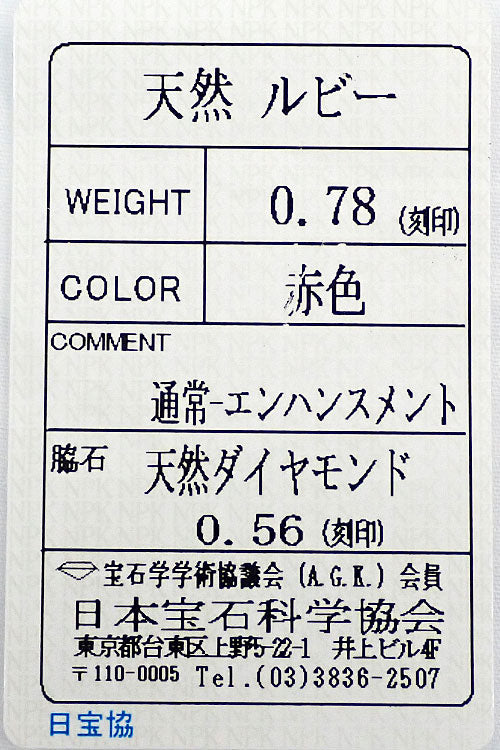 天然 ルビー
WEIGHT 0.78 (刻印)
COLOR 赤色
COMMENT
通常-エンハンスメント
脇石 天然ダイヤモンド
0.56 (刻印)
宝石学学術協議会 (A.G.K.) 会員
日本宝石科学協会
東京都台東区上野5-22-1 井上ビル4F
〒110-0005 Tel.(03)3836-2507
日宝協